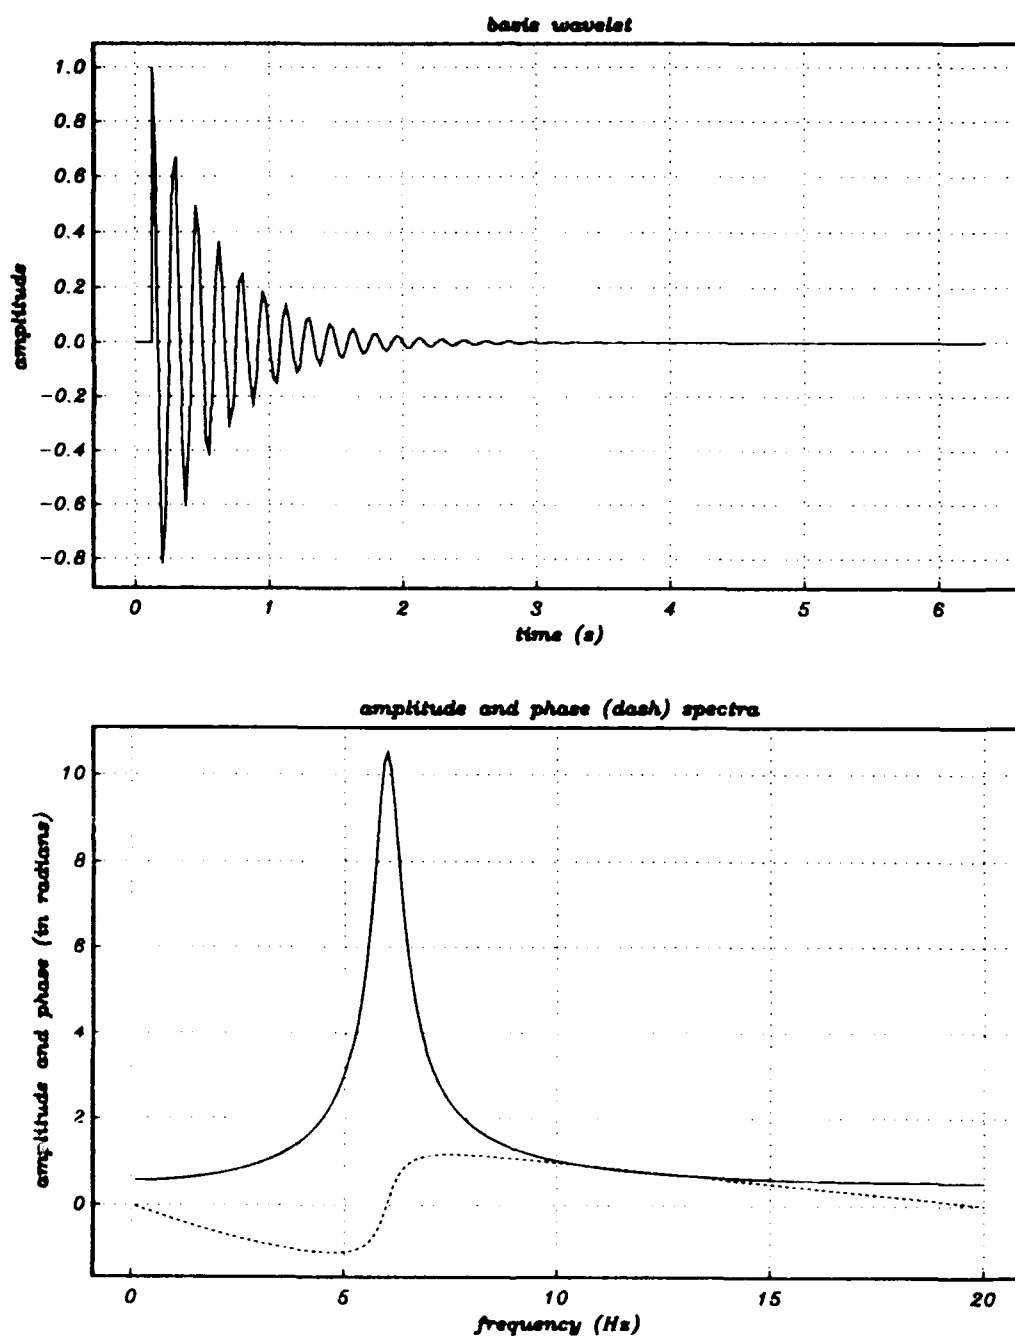 basis wavelet
1.0
0.8
0.6
0.4
0.2
0.0
-0.2
-0.4
-0.6
-0.8
amplitude
0 1 2 3 4 5 6
time (s)
amplitude and phase (dash) spectra
10
8
6
4
2
0
amplitude and phase (in radians)
0 5 10 15 20
frequency (Hz)